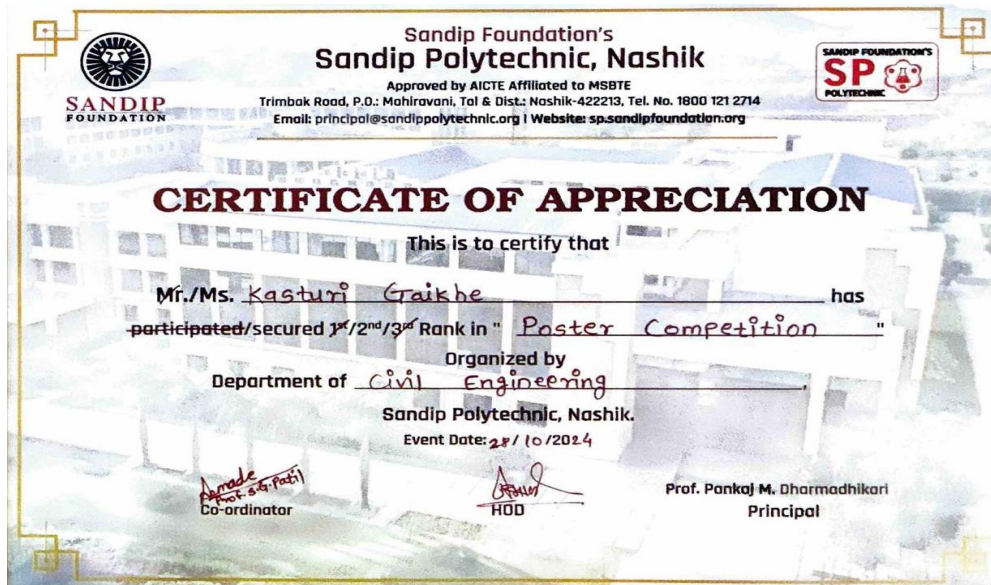 SANDIP
FOUNDATION
Sandip Foundation's
Sandip Polytechnic, Nashik
Approved by AICTE Affiliated to MSBTE
Trimbak Road, P.O.: Mahiravani, Tal & Dist.: Nashik-422213, Tel. No. 1800 121 2714
Email: principal@sandippolytechnic.org | Website: sp.sandipfoundation.org
SANDIP FOUNDATION'S
SP
POLYTECHNIC
CERTIFICATE OF APPRECIATION
This is to certify that
Mr./Ms. Kasturi Gaikhe has
participated/secured 1st/2nd/3rd Rank in " Poster Competition "
Organized by
Department of Civil Engineering,
Sandip Polytechnic, Nashik.
Event Date: 28/10/2024
Prof. S.G. Patil
Co-ordinator
HOD
Prof. Pankaj M. Dharmadhikari
Principal